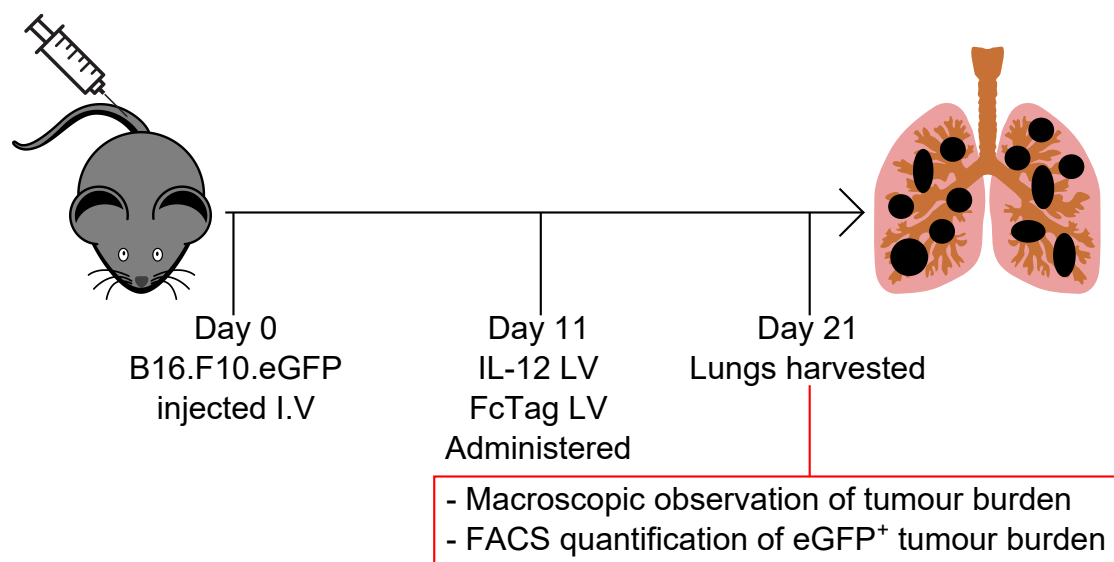 Day 0
B16.F10.eGFP
injected I.V
Day 11
IL-12 LV
FcTag LV
Administered
Day 21
Lungs harvested
- Macroscopic observation of tumour burden
- FACS quantification of eGFP⁺ tumour burden